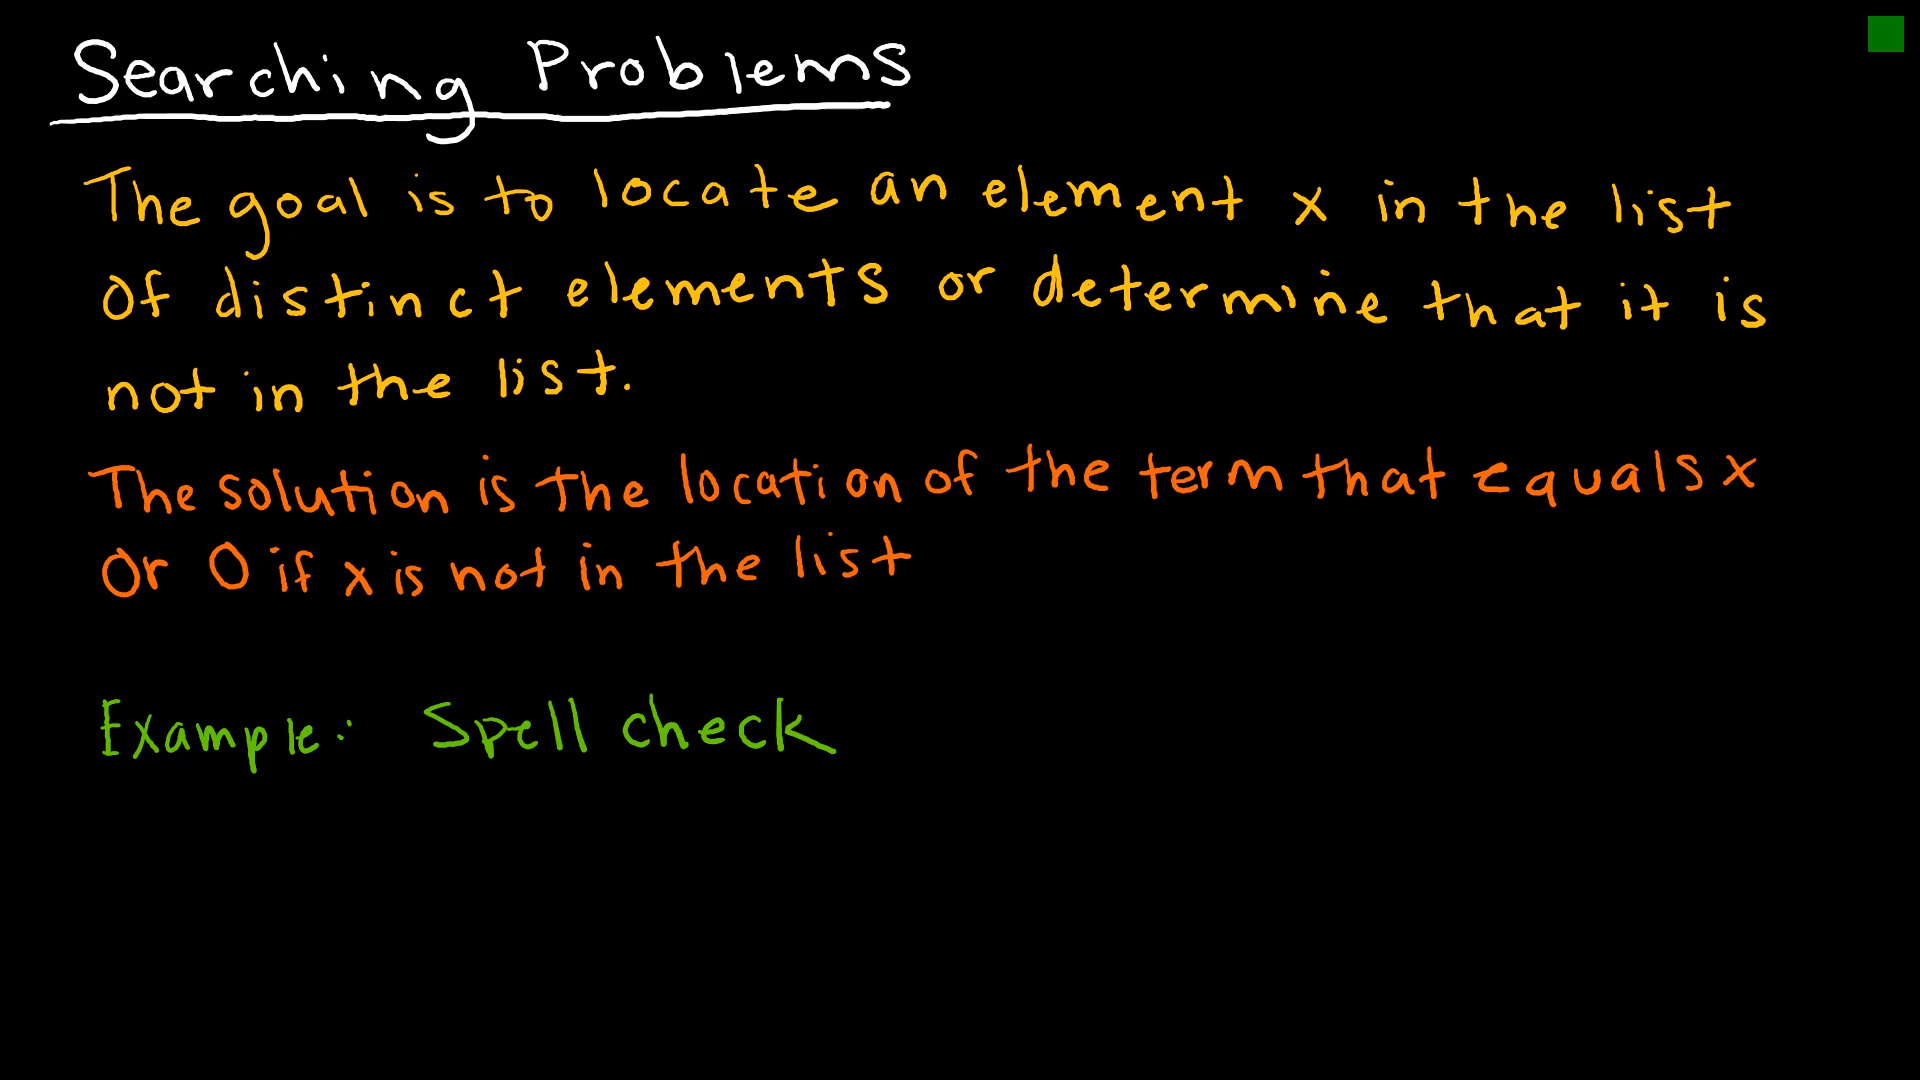 Searching Problems
The goal is to locate an element x in the list
of distinct elements or determine that it is
not in the list.
The solution is the location of the term that equals x
or 0 if x is not in the list
Example: Spell check